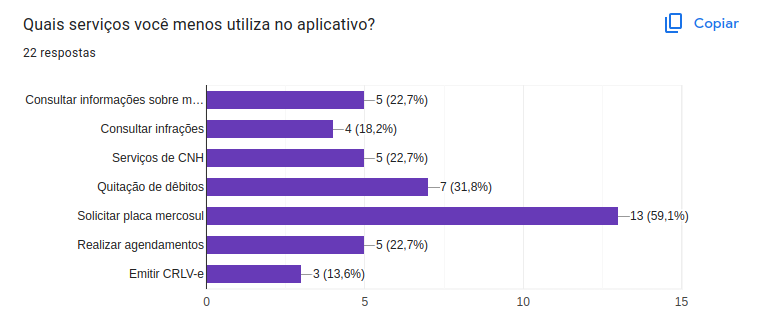 Quais serviços você menos utiliza no aplicativo?
Copiar
22 respostas
Consultar informações sobre m…
5 (22,7%)
Consultar infrações
4 (18,2%)
Serviços de CNH
5 (22,7%)
Quitação de débitos
7 (31,8%)
Solicitar placa mercosul
13 (59,1%)
Realizar agendamentos
5 (22,7%)
Emitir CRLV-e
3 (13,6%)
0 5 10 15